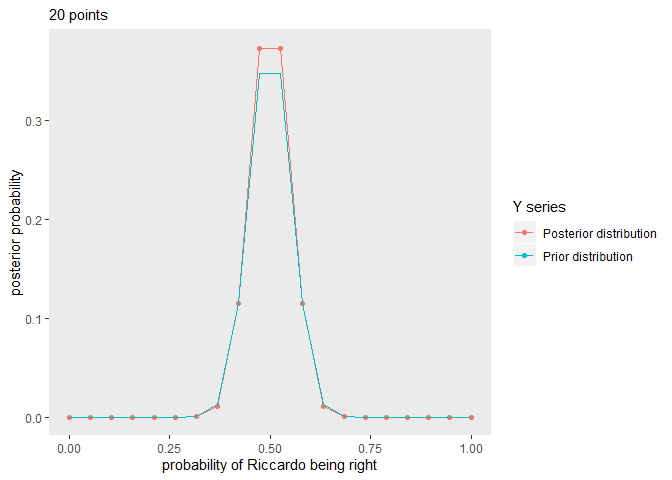 20 points
posterior probability
0.3
0.2
0.1
0.0
0.00 0.25 0.50 0.75 1.00
probability of Riccardo being right
Y series
Posterior distribution
Prior distribution